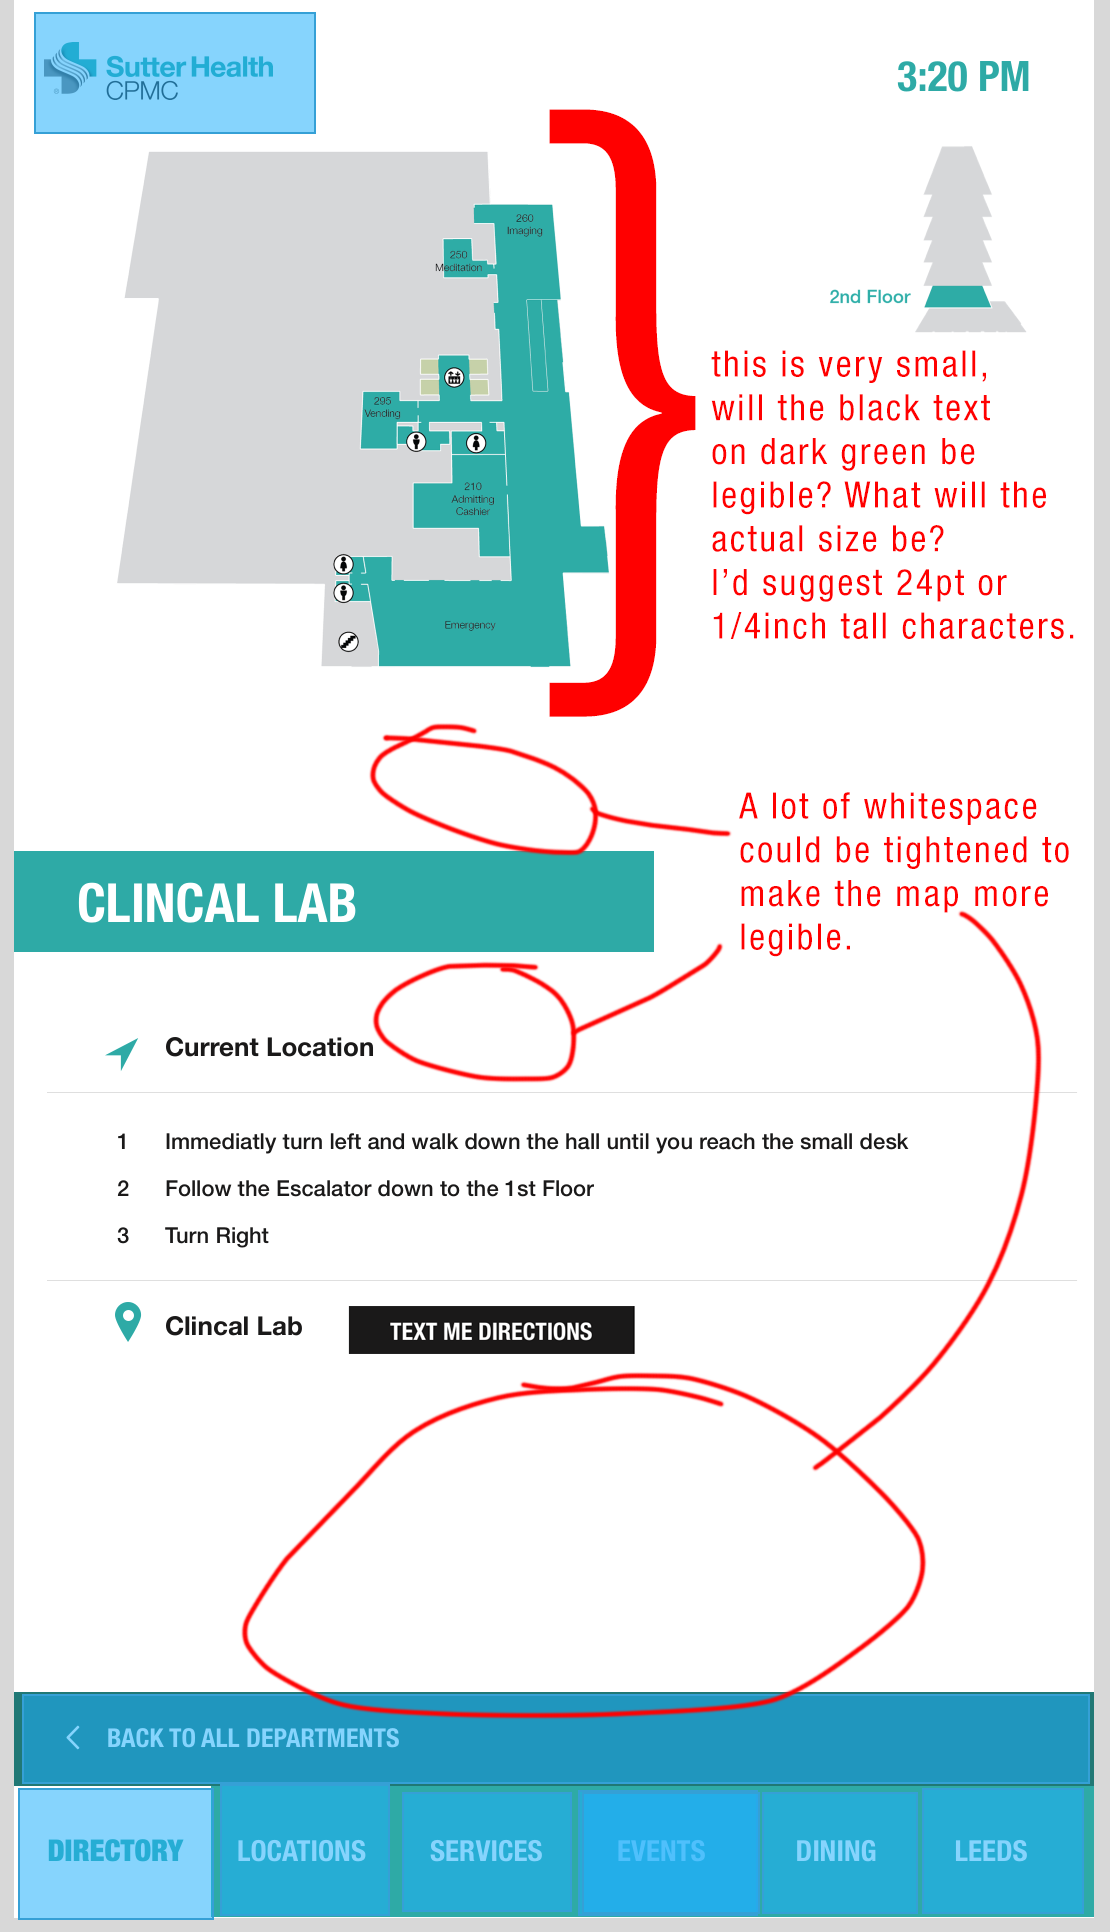 Sutter Health
CPMC
3:20 PM
260
Imaging
250
Meditation
2nd Floor
295
Vending
210
Admitting
Cashier
Emergency
this is very small,
will the black text
on dark green be
legible? What will the
actual size be?
I'd suggest 24pt or
1/4inch tall characters.
A lot of whitespace
could be tightened to
make the map more
legible.
CLINCAL LAB
Current Location
1 Immediatly turn left and walk down the hall until you reach the small desk
2 Follow the Escalator down to the 1st Floor
3 Turn Right
Clincal Lab
TEXT ME DIRECTIONS
BACK TO ALL DEPARTMENTS
DIRECTORY
LOCATIONS
SERVICES
EVENTS
DINING
LEEDS